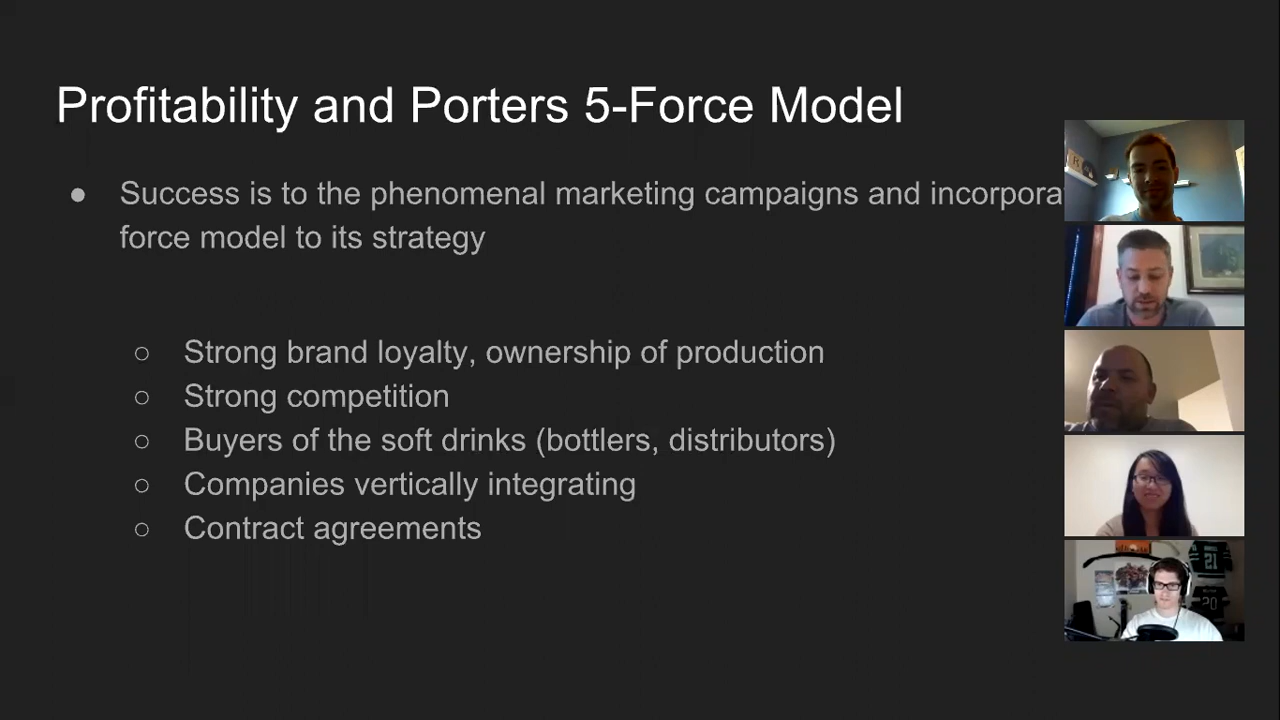 Profitability and Porters 5-Force Model
● Success is to the phenomenal marketing campaigns and incorpora
force model to its strategy
○ Strong brand loyalty, ownership of production
○ Strong competition
○ Buyers of the soft drinks (bottlers, distributors)
○ Companies vertically integrating
○ Contract agreements
21
20